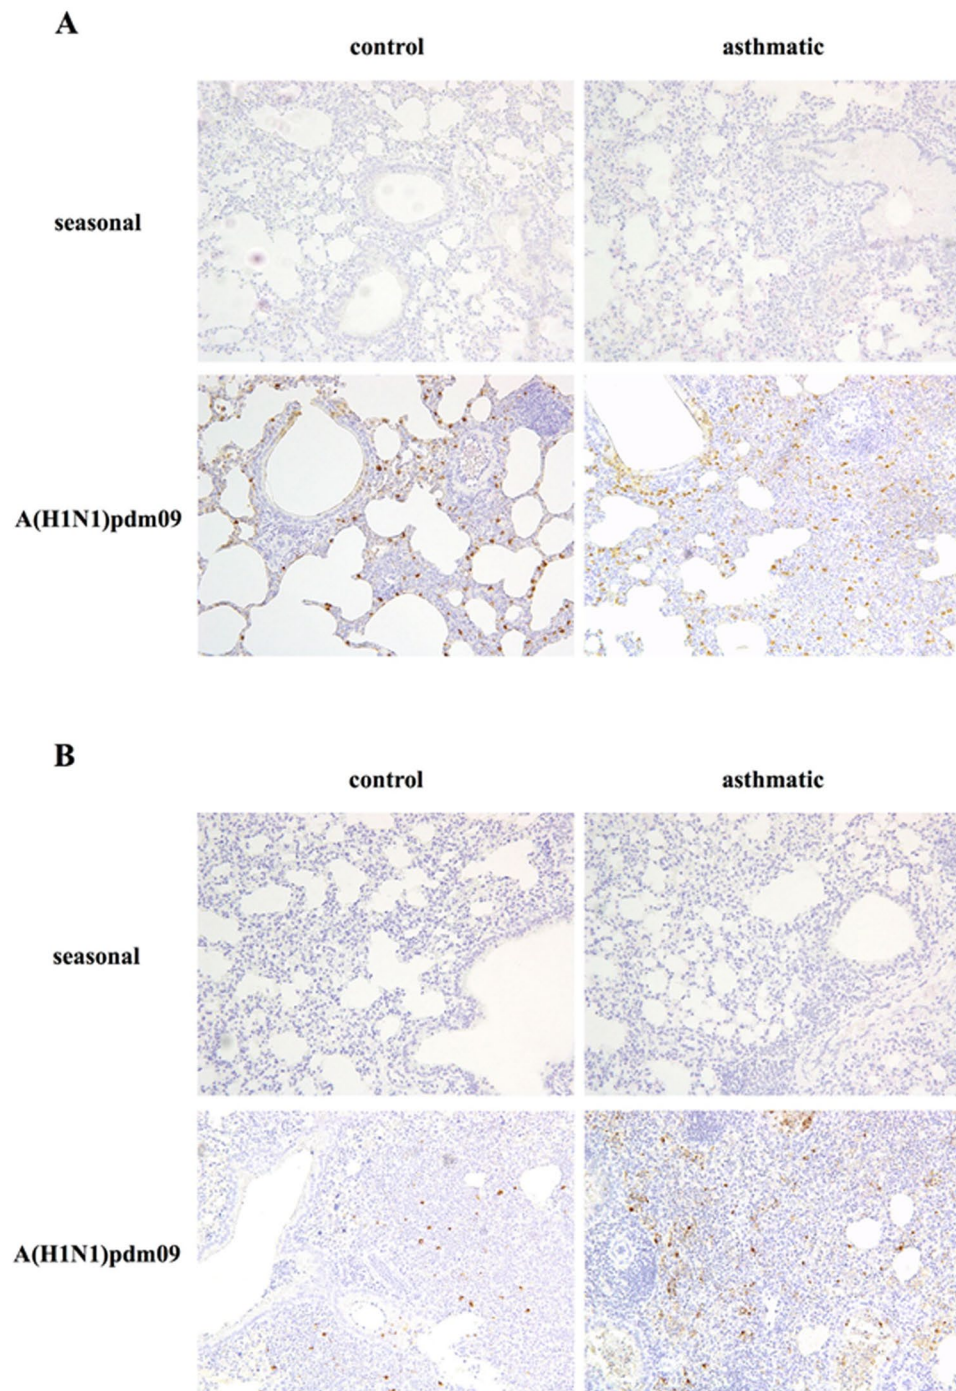 A
control asthmatic
seasonal
A(H1N1)pdm09
B
control asthmatic
seasonal
A(H1N1)pdm09